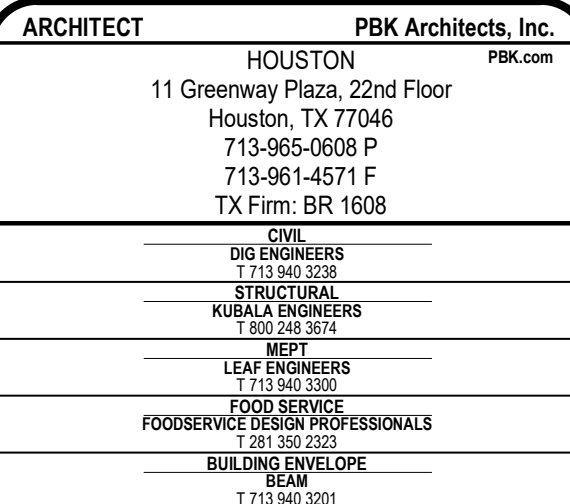 ARCHITECT PBK Architects, Inc.
HOUSTON PBK.com
11 Greenway Plaza, 22nd Floor
Houston, TX 77046
713-965-0608 P
713-961-4571 F
TX Firm: BR 1608
CIVIL
DIG ENGINEERS
T 713 940 3238
STRUCTURAL
KUBALA ENGINEERS
T 800 248 3674
MEPT
LEAF ENGINEERS
T 713 940 3300
FOOD SERVICE
FOODSERVICE DESIGN PROFESSIONALS
T 281 350 2323
BUILDING ENVELOPE
BEAM
T 713 940 3201